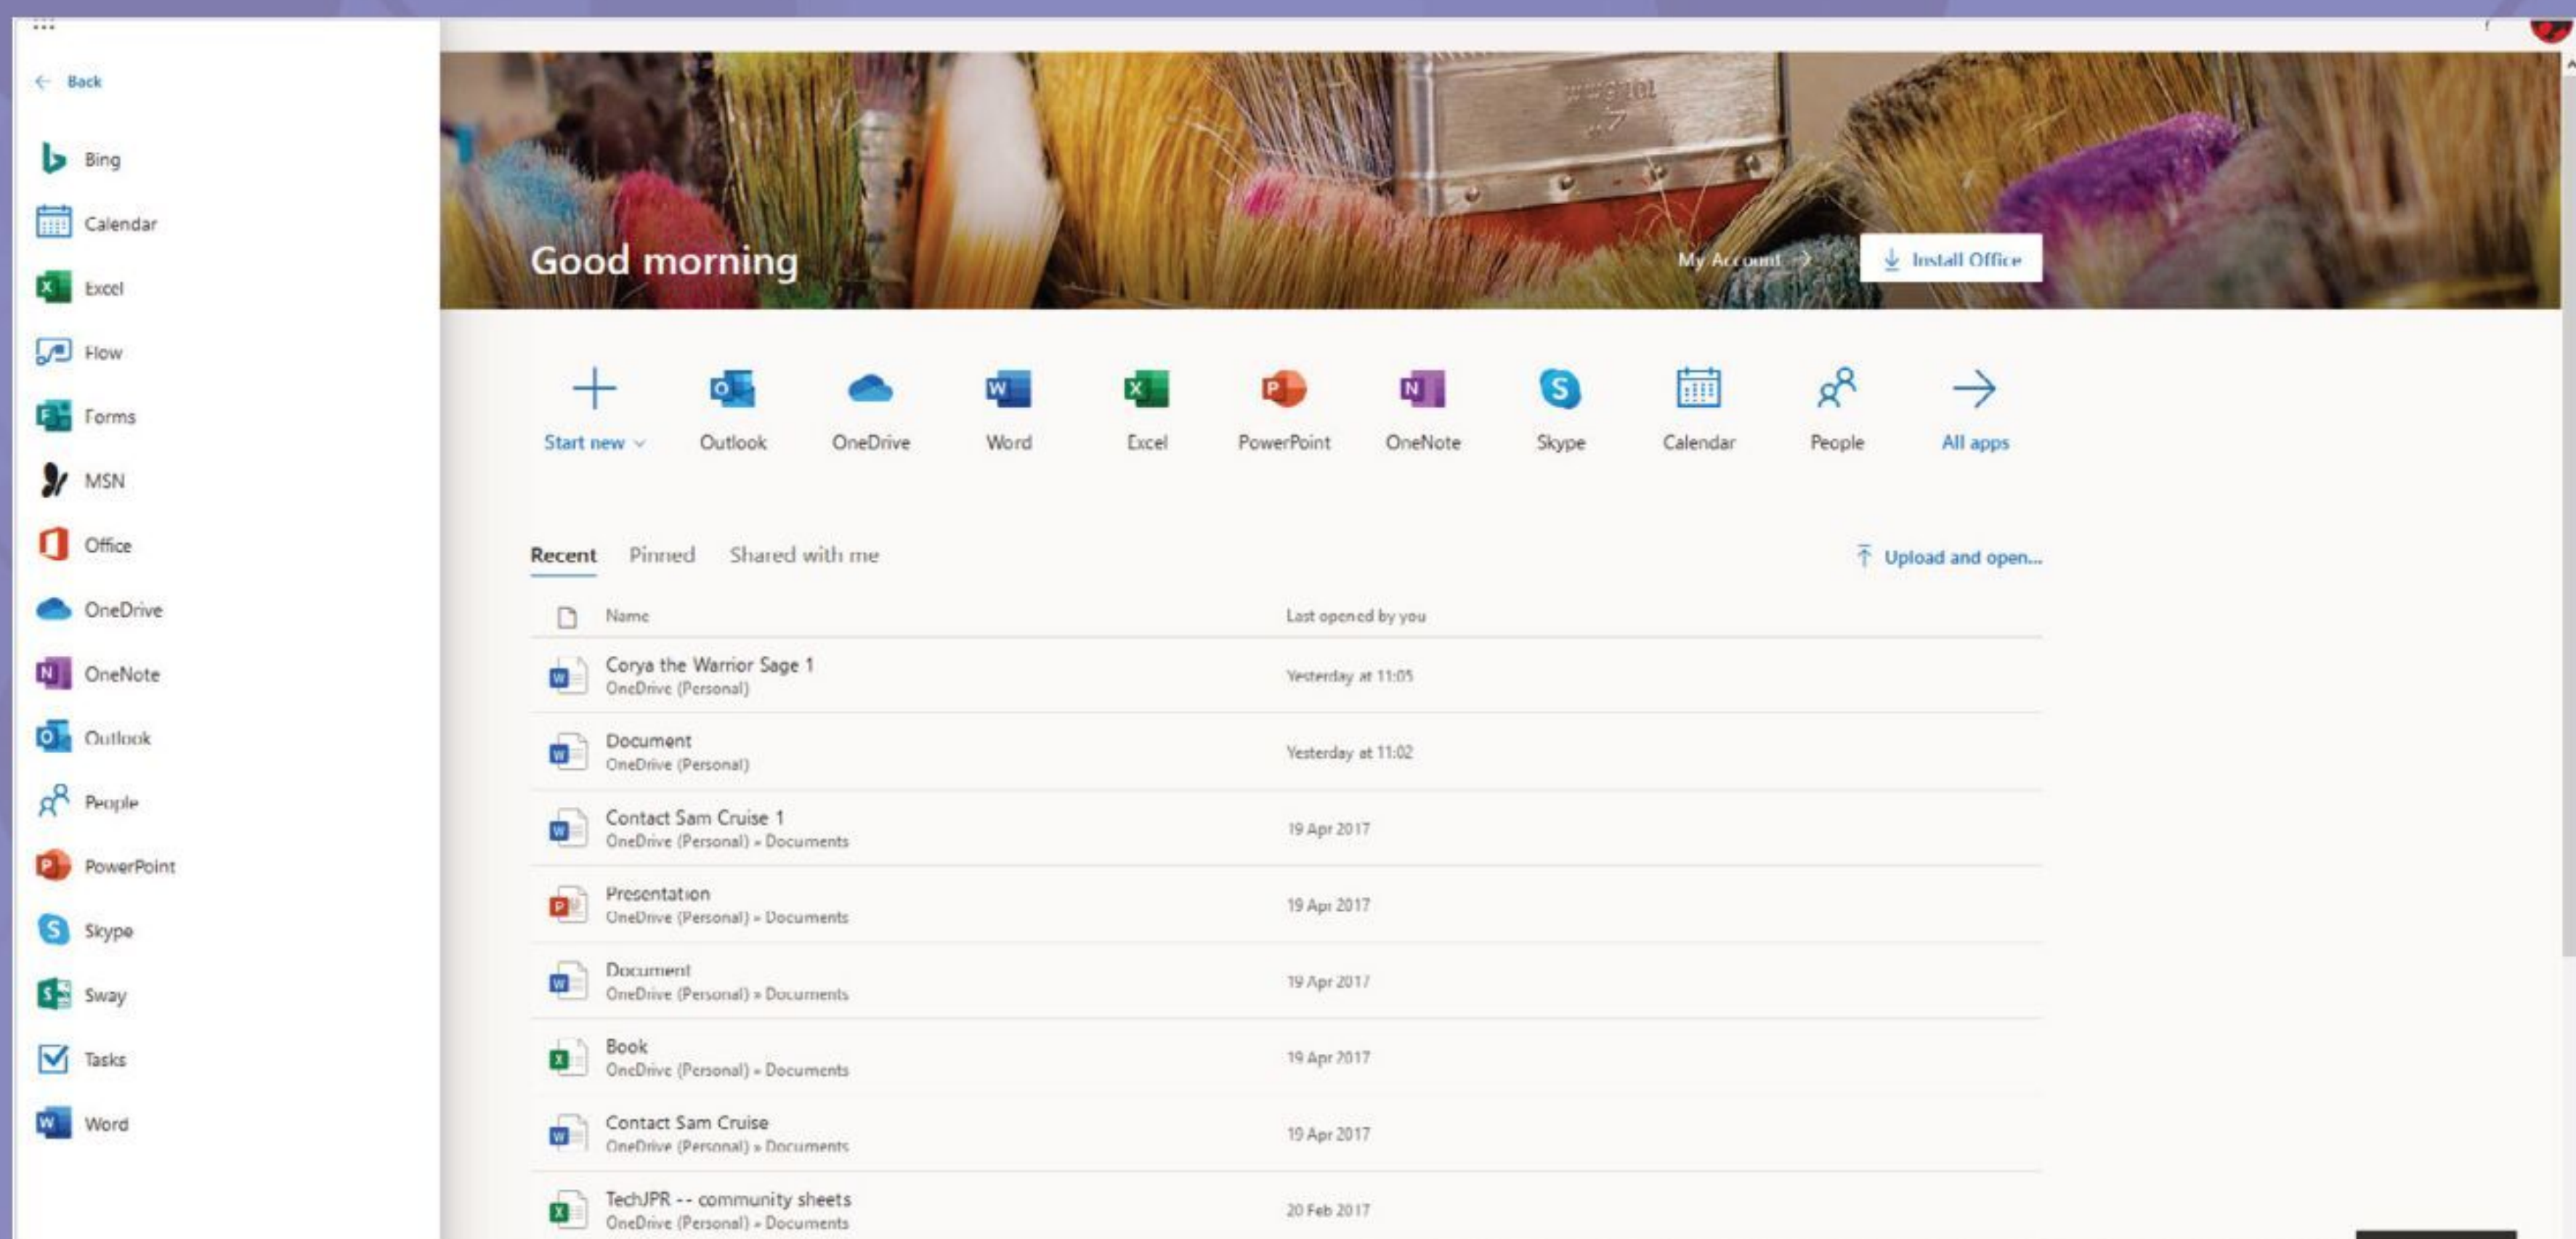 Back
Bing
Calendar
Excel
Flow
Forms
MSN
Office
OneDrive
OneNote
Outlook
People
PowerPoint
Skype
Sway
Tasks
Word
Good morning
My Account
Install Office
Start new
Outlook
OneDrive
Word
Excel
PowerPoint
OneNote
Skype
Calendar
People
All apps
Recent Pinned Shared with me
Upload and open...
Name Last opened by you
Corya the Warrior Sage 1
OneDrive (Personal)
Yesterday at 11:05
Document
OneDrive (Personal)
Yesterday at 11:02
Contact Sam Cruise 1
OneDrive (Personal) » Documents
19 Apr 2017
Presentation
OneDrive (Personal) » Documents
19 Apr 2017
Document
OneDrive (Personal) » Documents
19 Apr 2017
Book
OneDrive (Personal) » Documents
19 Apr 2017
Contact Sam Cruise
OneDrive (Personal) » Documents
19 Apr 2017
TechJPR -- community sheets
OneDrive (Personal) » Documents
20 Feb 2017